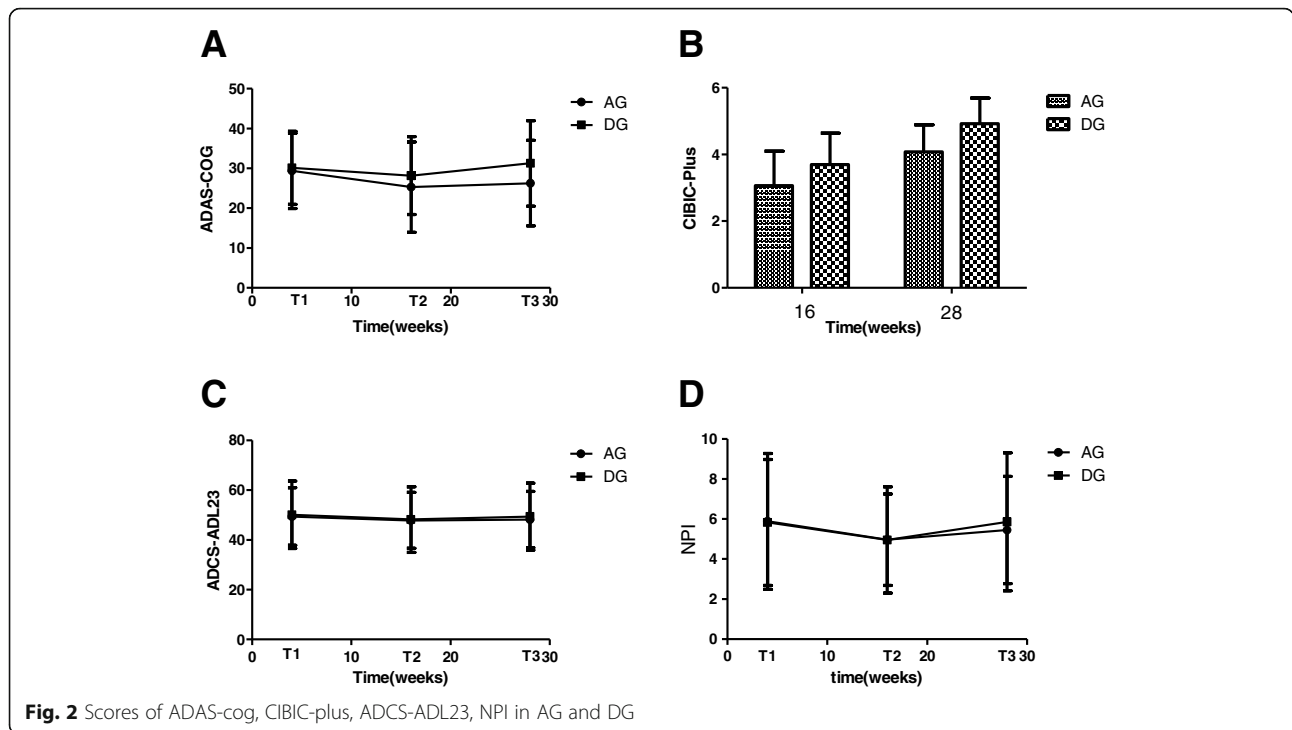 A
50
40
30
20
10
0
ADAS-COG
0 T1 10 T2 20 T3 30
Time(weeks)
AG
DG
B
6
4
2
0
CIBIC-Plus
16 28
Time(weeks)
AG
DG
C
80
60
40
20
0
ADCS-ADL23
0 T1 10 T2 20 T3 30
Time(weeks)
AG
DG
D
10
8
6
4
2
0
NPI
0 T1 10 T2 20 T3 30
time(weeks)
AG
DG
Fig. 2 Scores of ADAS-cog, CIBIC-plus, ADCS-ADL23, NPI in AG and DG